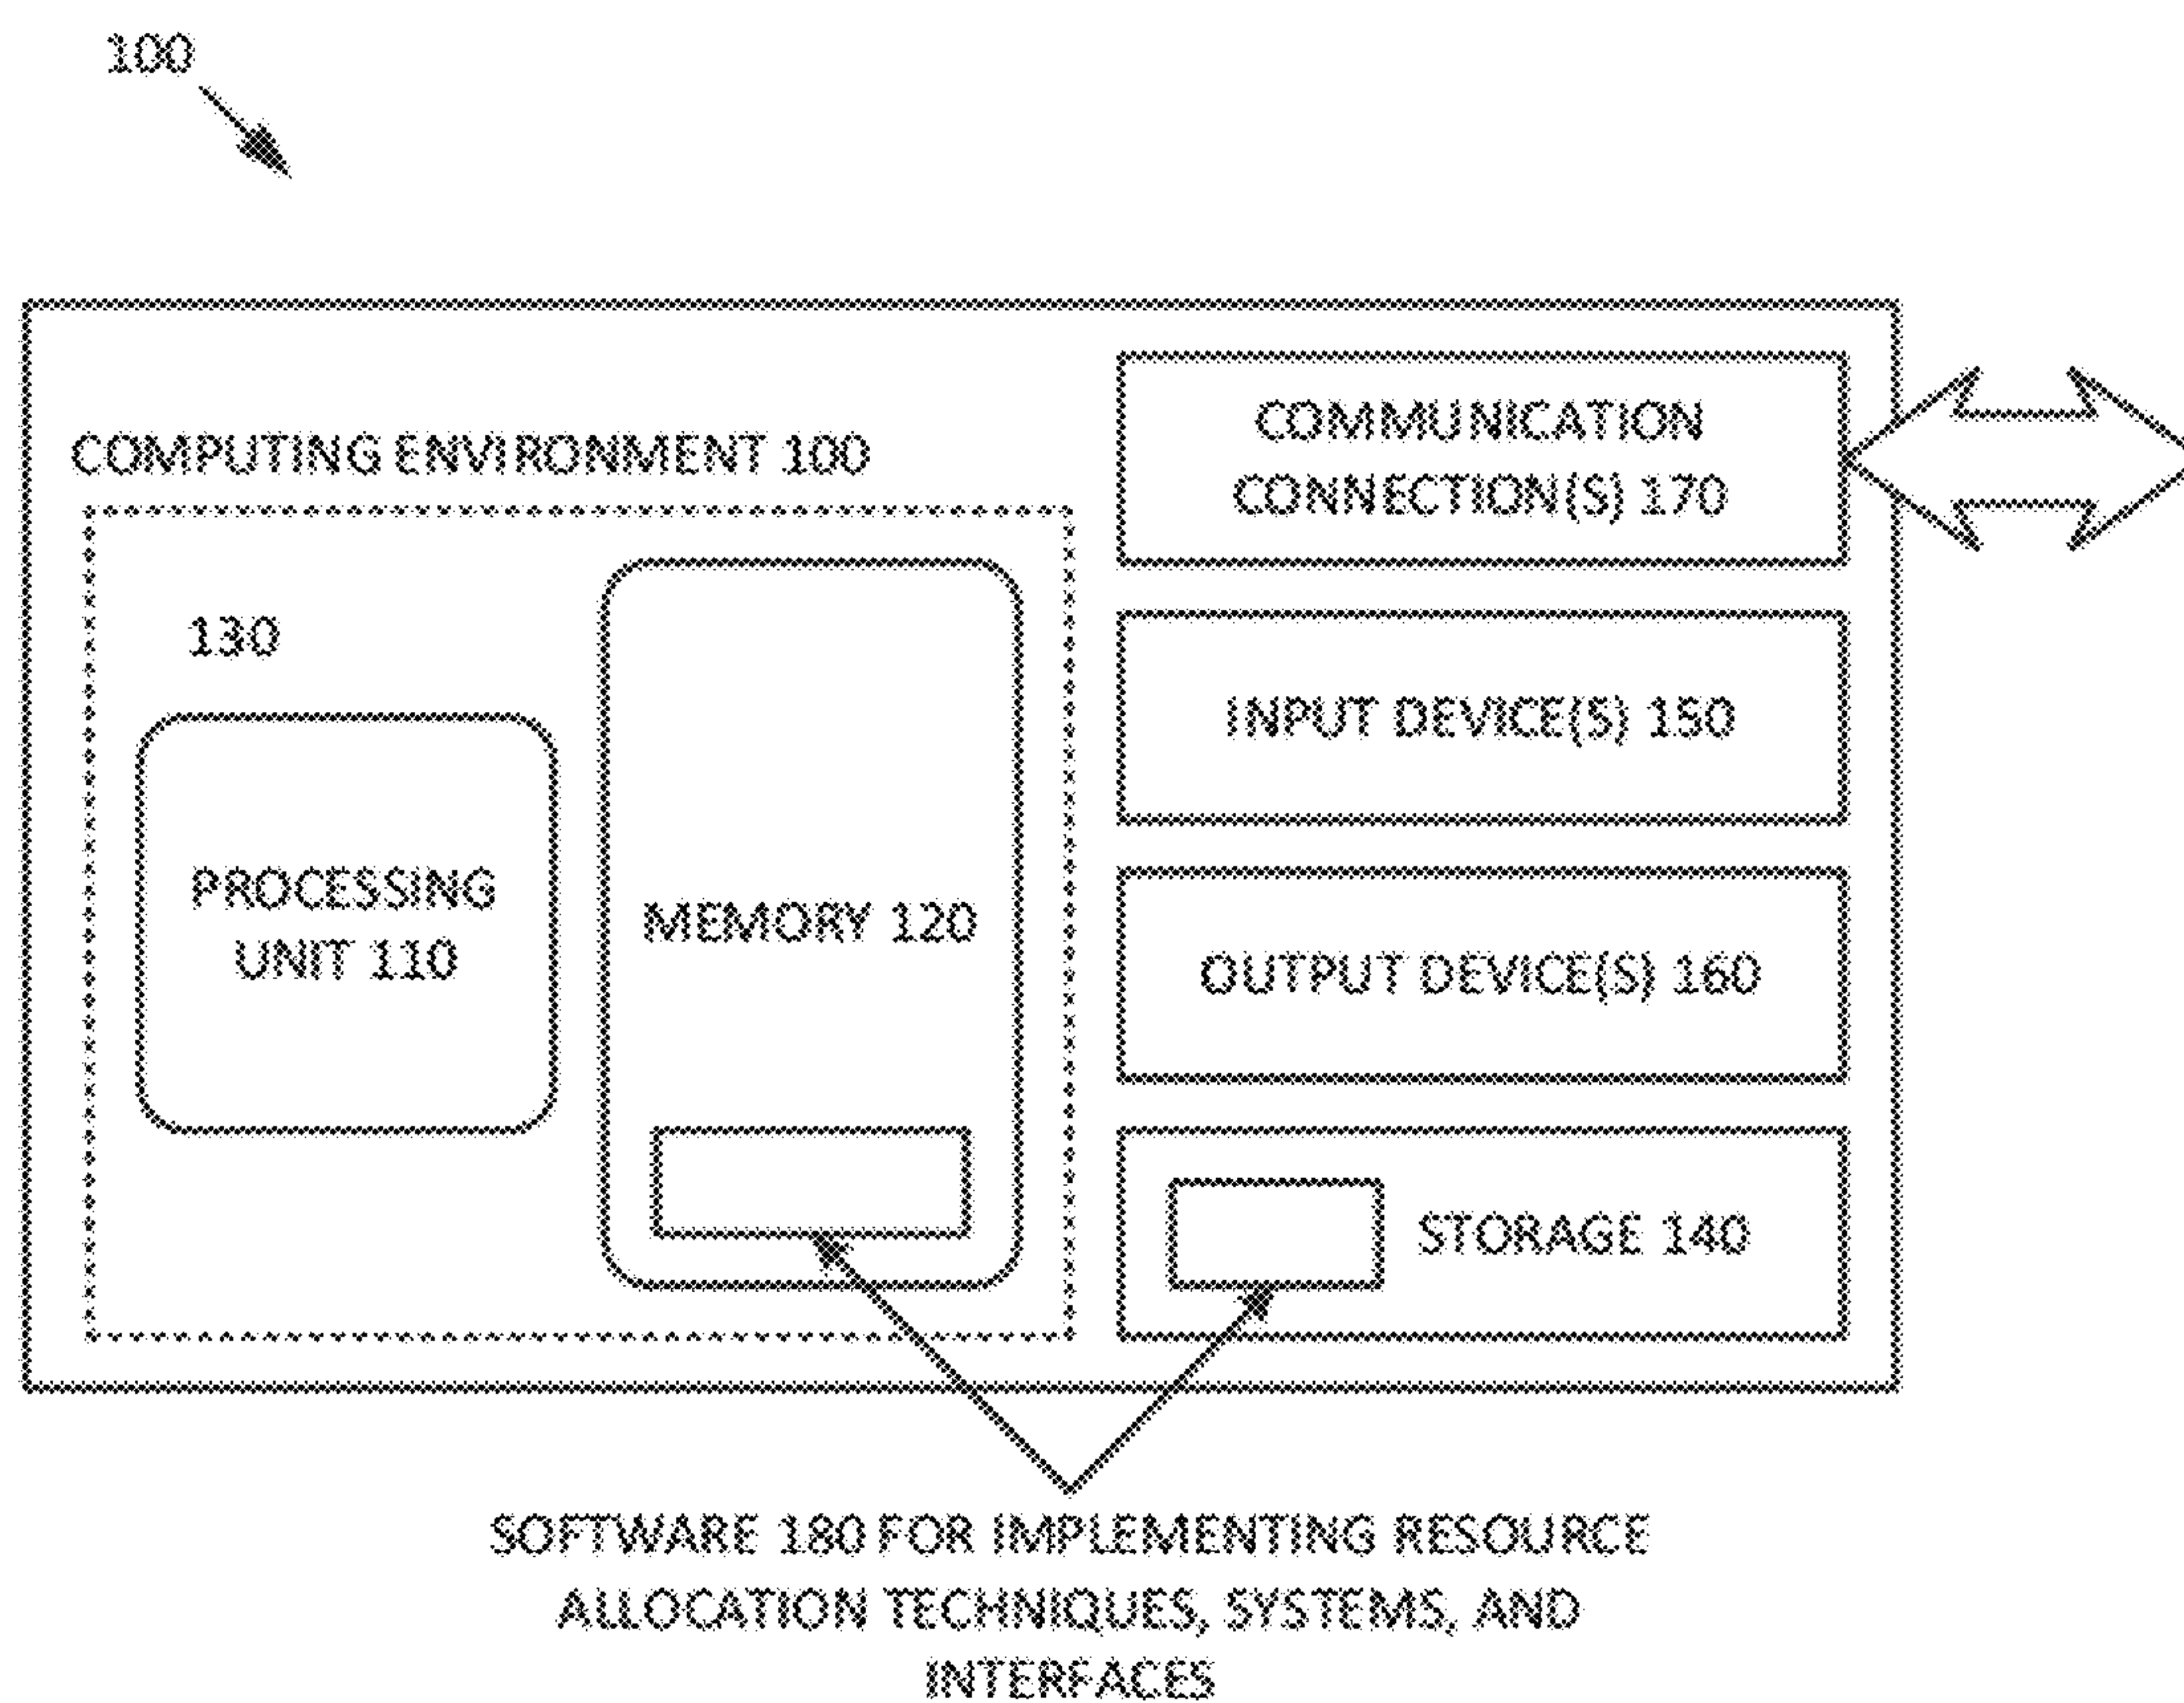 100
COMPUTING ENVIRONMENT 100
130
PROCESSING
UNIT 110
MEMORY 120
COMMUNICATION
CONNECTION(S) 170
INPUT DEVICE(S) 150
OUTPUT DEVICE(S) 160
STORAGE 140
SOFTWARE 180 FOR IMPLEMENTING RESOURCE
ALLOCATION TECHNIQUES, SYSTEMS, AND
INTERFACES